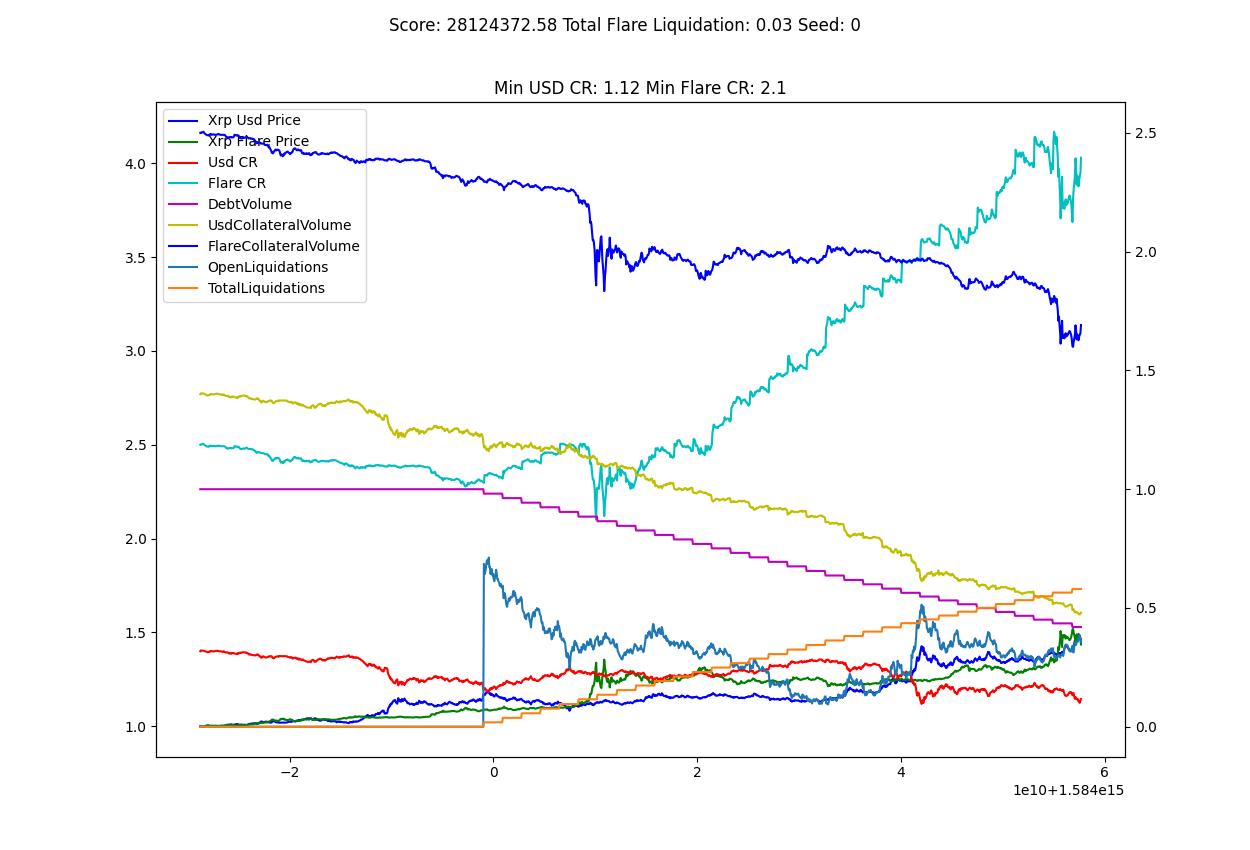 Score: 28124372.58 Total Flare Liquidation: 0.03 Seed: 0
Min USD CR: 1.12 Min Flare CR: 2.1
Xrp Usd Price
Xrp Flare Price
Usd CR
Flare CR
DebtVolume
UsdCollateralVolume
FlareCollateralVolume
OpenLiquidations
TotalLiquidations
4.0
3.5
3.0
2.5
2.0
1.5
1.0
2.5
2.0
1.5
1.0
0.5
0.0
−2
0
2
4
6
1e10+1.584e15